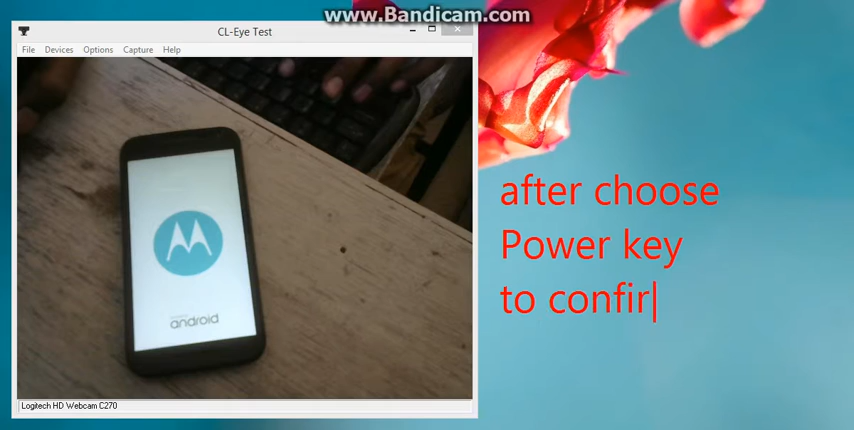 www.Bandicam.com
CL-Eye Test
File Devices Options Capture Help
after choose
Power key
to confir
android
Logitech HD Webcam C270